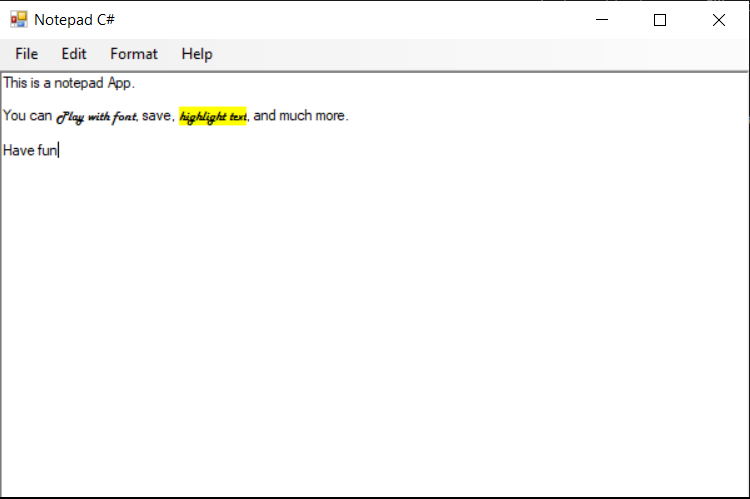 Notepad C#
File Edit Format Help
This is a notepad App.
You can Play with font, save, highlight text, and much more.
Have fun